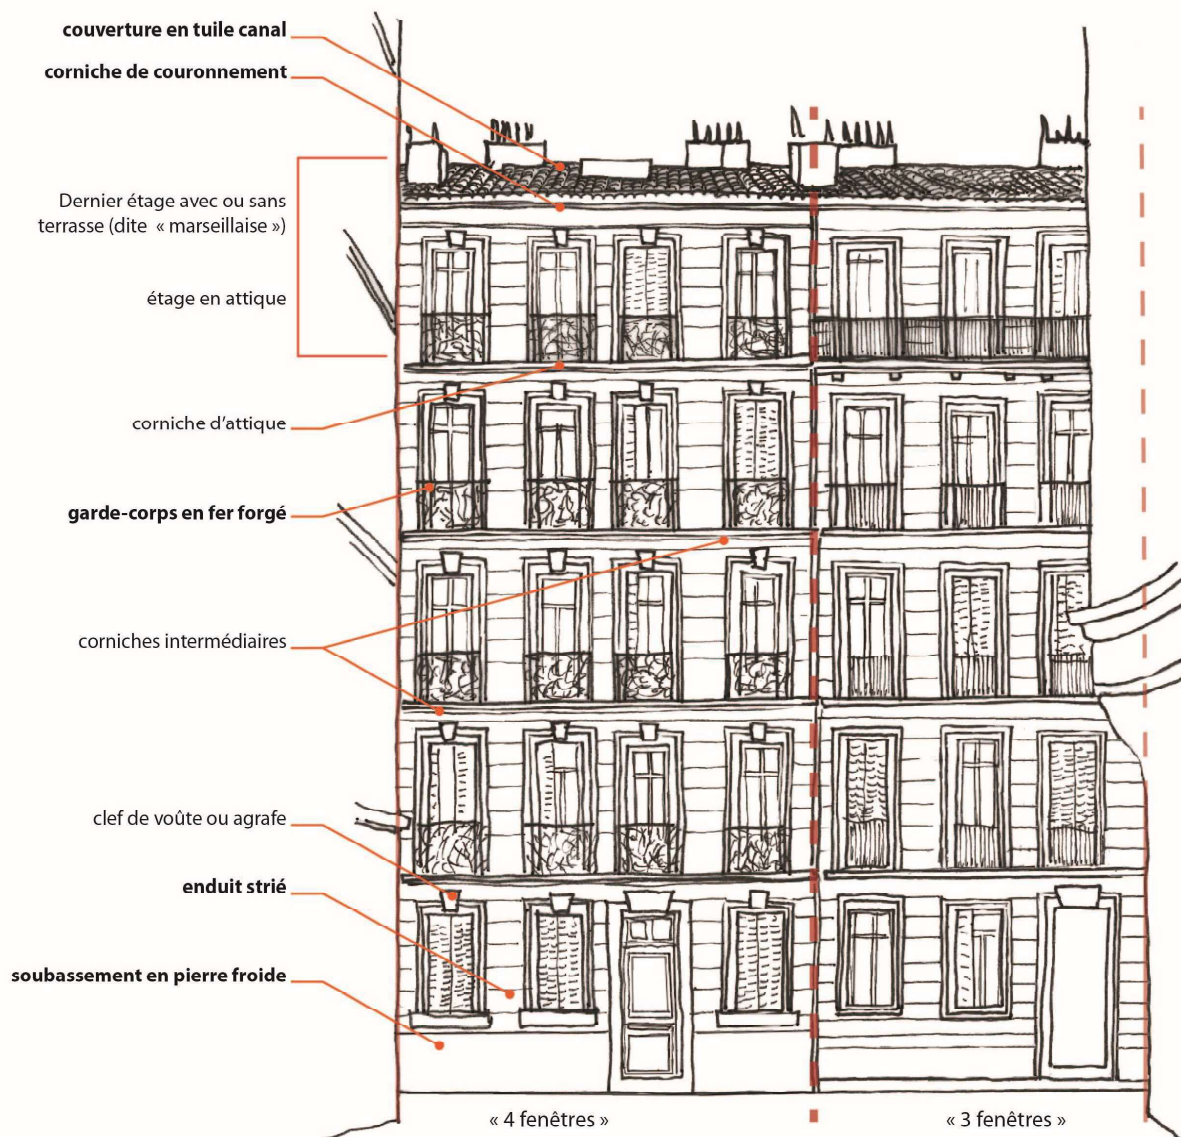 couverture en tuile canal
corniche de couronnement
Dernier étage avec ou sans
terrasse (dite « marseillaise »)
étage en attique
corniche d'attique
garde-corps en fer forgé
corniches intermédiaires
clef de voûte ou agrafe
enduit strié
soubassement en pierre froide
« 4 fenêtres »
« 3 fenêtres »